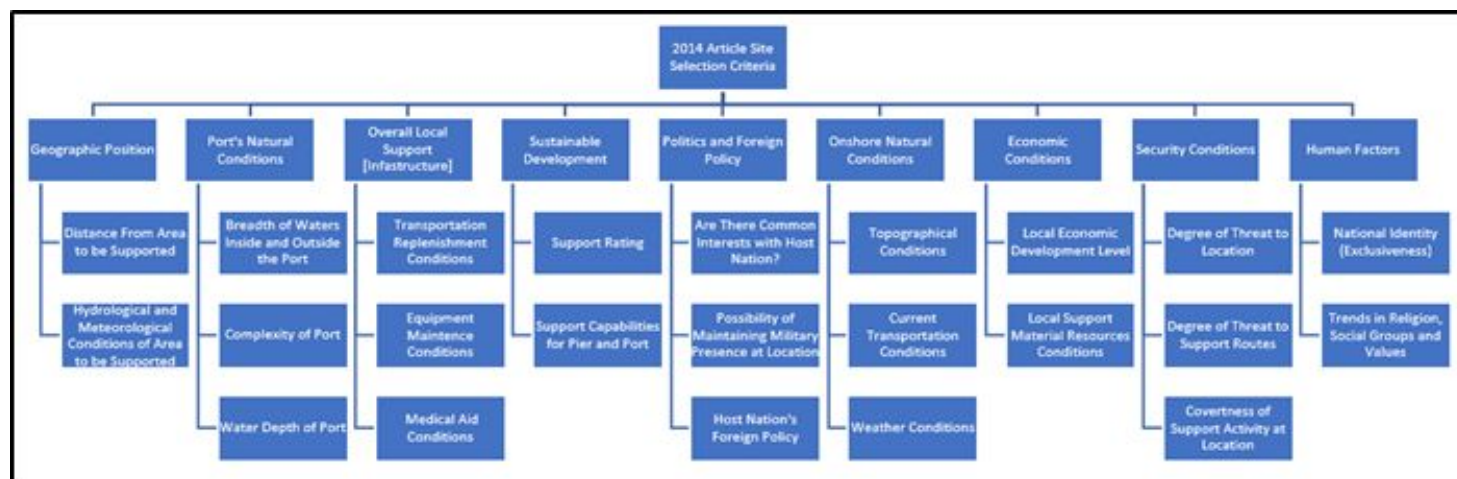 2014 Article Site
Selection Criteria
Geographic Position
Distance From Area
to be Supported
Hydrological and
Meteorological
Conditions of Area
to be Supported
Port's Natural
Conditions
Breadth of Waters
Inside and Outside
the Port
Complexity of Port
Water Depth of Port
Overall Local
Support
[Infastructure]
Transportation
Replenishment
Conditions
Equipment
Maintence
Conditions
Medical Aid
Conditions
Sustainable
Development
Support Rating
Support Capabilities
for Pier and Port
Politics and Foreign
Policy
Are There Common
Interests with Host
Nation?
Possibility of
Maintaining Military
Presence at Location
Host Nation's
Foreign Policy
Onshore Natural
Conditions
Topographical
Conditions
Current
Transportation
Conditions
Weather Conditions
Economic
Conditions
Local Economic
Development Level
Local Support
Material Resources
Conditions
Security Conditions
Degree of Threat to
Location
Degree of Threat to
Support Routes
Covertness of
Support Activity at
Location
Human Factors
National Identity
(Exclusiveness)
Trends in Religion,
Social Groups and
Values